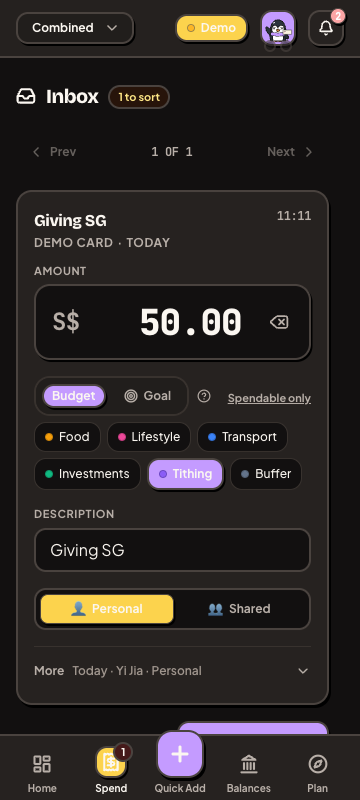 Combined
Demo
2
Inbox
1 to sort
Prev
1 OF 1
Next
Giving SG
11:11
DEMO CARD · TODAY
AMOUNT
S$ 50.00
Budget
Goal
Spendable only
Food
Lifestyle
Transport
Investments
Tithing
Buffer
DESCRIPTION
Giving SG
Personal
Shared
More Today · Yi Jia · Personal
1
Home
Spend
Quick Add
Balances
Plan